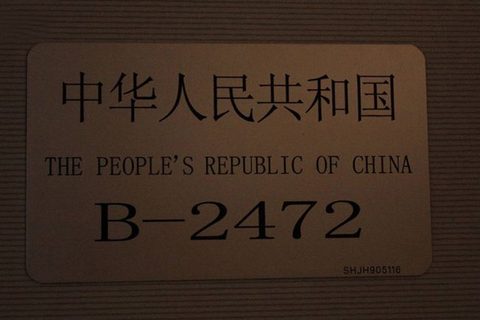 中华人民共和国
THE PEOPLE'S REPUBLIC OF CHINA
B-2472
SHJH905116